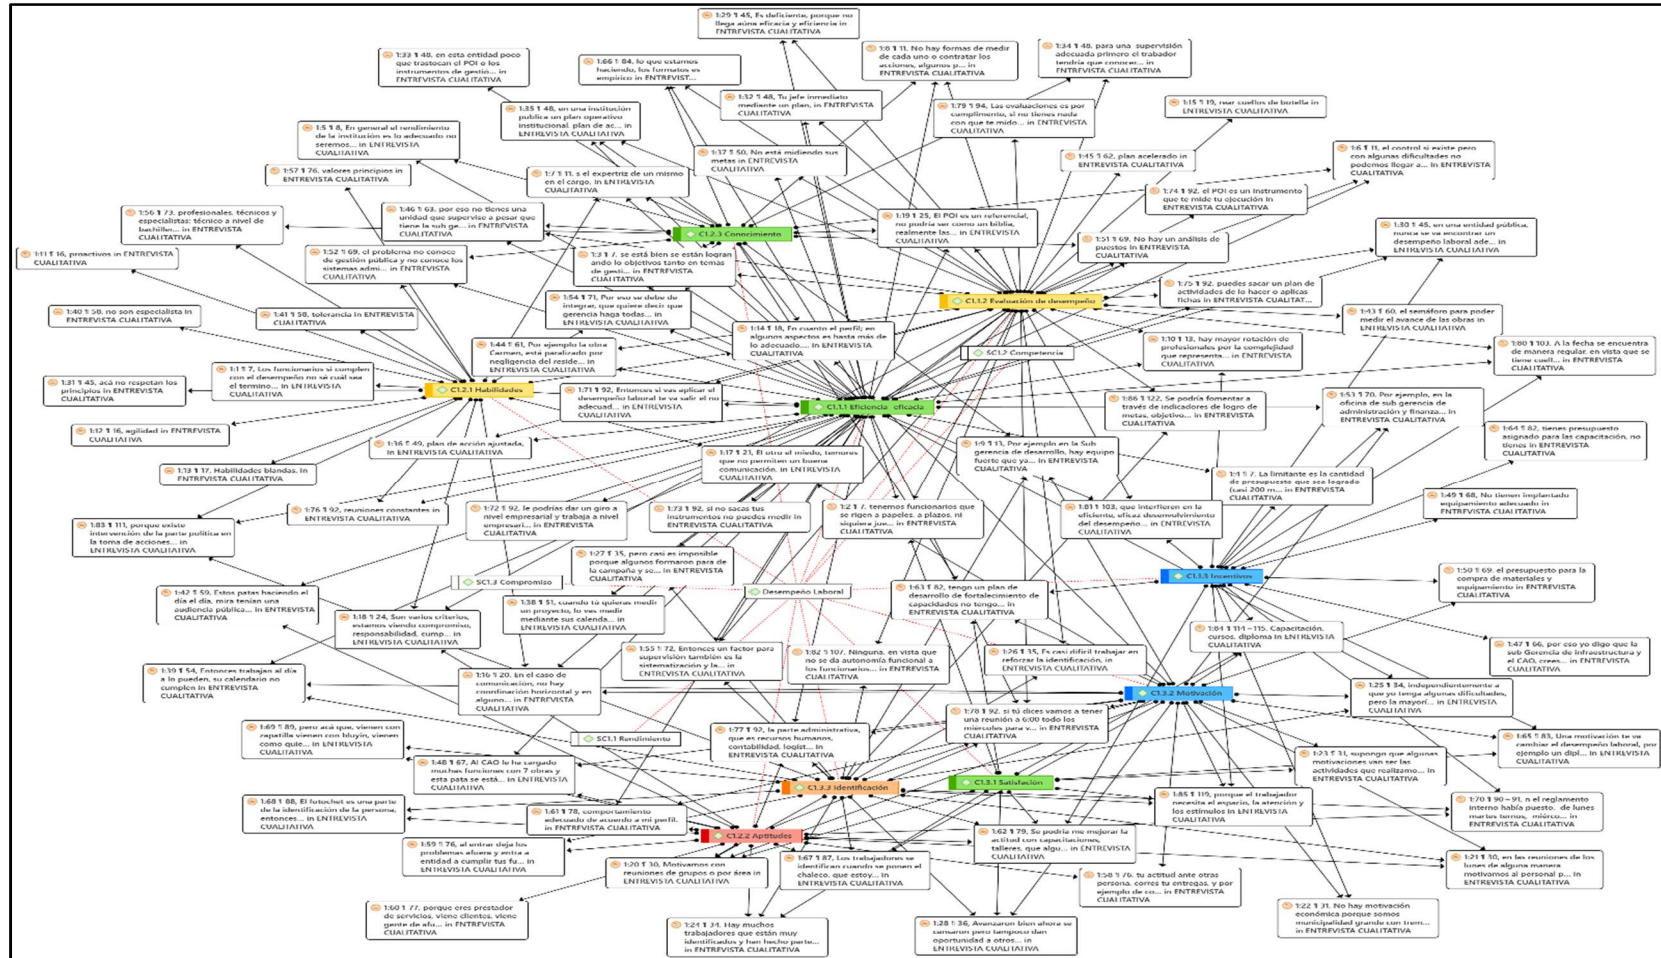 1:29 ¶ 45, Es deficiente, porque no
llega aúna eficacia y eficiencia in
ENTREVISTA CUALITATIVA
1:33 ¶ 48, en esta entidad poco
que trastocan el POI o los
instrumentos de gestió... in
ENTREVISTA CUALITATIVA
1:66 ¶ 84, lo que estamos
haciendo, los formatos es
empírico in ENTREVIST...
1:8 ¶ 11, No hay formas de medir
de cada uno o contratar los
acciones, algunos p... in
ENTREVISTA CUALITATIVA
1:34 ¶ 48, para una supervisión
adecuada primero el trabador
tendría que conocer... in
ENTREVISTA CUALITATIVA
1:32 ¶ 48, Tu jefe inmediato
mediante un plan, in
ENTREVISTA CUALITATIVA
1:35 ¶ 48, en una institución
publica un plan operativo
institucional, plan de ac... in
ENTREVISTA CUALITATIVA
1:79 ¶ 94, Las evaluaciones es por
cumplimento, si no tienes nada
con que te mido... in
ENTREVISTA CUALITATIVA
1:15 ¶ 19, rear cuellos de botella in
ENTREVISTA CUALITATIVA
1:5 ¶ 8, En general el rendimiento
de la institución es lo adecuado no
seremos... in ENTREVISTA
CUALITATIVA
1:37 ¶ 50, No está midiendo sus
metas in ENTREVISTA
CUALITATIVA
1:45 ¶ 62, plan acelerado in
ENTREVISTA CUALITATIVA
1:6 ¶ 11, el control si existe pero
con algunas dificultades no
podemos llegar a... in ENTREVISTA
CUALITATIVA
1:57 ¶ 76, valores principios in
ENTREVISTA CUALITATIVA
1:7 ¶ 11, s el expertriz de un mismo
en el cargo. in ENTREVISTA
CUALITATIVA
1:74 ¶ 92, el POI es un instrumento
que te mide tu ejecución in
ENTREVISTA CUALITATIVA
1:56 ¶ 73, profesionales, técnicos y
especialistas: técnico a nivel de
bachiller... in ENTREVISTA
CUALITATIVA
1:46 ¶ 63, por eso no tienes una
unidad que supervise a pesar que
tiene la sub ge... in ENTREVISTA
CUALITATIVA
C1.2.3 Conocimiento
1:19 ¶ 25, El POI es un referencial,
no podría ser como un biblia,
realmente las... in ENTREVISTA
CUALITATIVA
1:51 ¶ 69, No hay un análisis de
puestos in ENTREVISTA
CUALITATIVA
1:30 ¶ 45, en una entidad pública,
nunca se va encontrar un
desempeño laboral ade... in
ENTREVISTA CUALITATIVA
1:11 ¶ 16, proactivos in ENTREVISTA
CUALITATIVA
1:52 ¶ 69, el problema no conoce
de gestión pública y no conoce los
sistemas admi... in ENTREVISTA
CUALITATIVA
1:3 ¶ 7, se está bien se están logran
ando lo objetivos tanto en temas
de gesti... in ENTREVISTA
CUALITATIVA
1:75 ¶ 92, puedes sacar un plan de
actividades de lo hacer o aplicas
fichas in ENTREVISTA CUALITAT...
1:54 ¶ 71, Por eso se debe de
integrar, que quiere decir que
gerencia haga todas... in
ENTREVISTA CUALITATIVA
C1.1.2 Evaluación de desempeño
1:40 ¶ 58, no son especialista in
ENTREVISTA CUALITATIVA
1:41 ¶ 58, tolerancia in ENTREVISTA
CUALITATIVA
1:43 ¶ 60, el semáforo para poder
medir el avance de las obras in
ENTREVISTA CUALITATIVA
1:14 ¶ 18, En cuanto el perfil; en
algunos aspectos es hasta más de
lo adecuado.... in ENTREVISTA
CUALITATIVA
1:44 ¶ 61, Por ejemplo la obra
Carmen, está paralizado por
negligencia del reside... in
ENTREVISTA CUALITATIVA
SC1.2 Competencia
1:10 ¶ 13, hay mayor rotación de
profesionales por la complejidad
que representa... in ENTREVISTA
CUALITATIVA
1:80 ¶ 103, A la fecha se encuentra
de manera regular, en vista que se
tiene cuell... in ENTREVISTA
CUALITATIVA
1:31 ¶ 45, acá no respetan los
principios in ENTREVISTA
CUALITATIVA
1:1 ¶ 7, Los funcionarios si cumplen
con el desempeño no sé cuál sea
el termino... in ENTREVISTA
CUALITATIVA
C1.2.1 Habilidades
1:71 ¶ 92, Entonces si vas aplicar el
desempeño laboral te va salir el no
adecuad... in ENTREVISTA
CUALITATIVA
C1.1.1 Eficiencia - eficacia
1:86 ¶ 122, Se podría fomentar a
través de indicadores de logro de
metas, objetivo... in ENTREVISTA
CUALITATIVA
1:53 ¶ 70, Por ejemplo, en la
oficina de sub gerencia de
administración y finanza...
in ENTREVISTA CUALITATIVA
1:12 ¶ 16, agilidad in ENTREVISTA
CUALITATIVA
1:36 ¶ 49, plan de acción ajustada,
in ENTREVISTA CUALITATIVA
1:17 ¶ 21, El otro el miedo, temores
que no permiten un buena
comunicación. in ENTREVISTA
CUALITATIVA
1:9 ¶ 13, Por ejemplo en la Sub
gerencia de desarrollo, hay equipo
fuerte que ya... in ENTREVISTA
CUALITATIVA
1:64 ¶ 82, tienes presupuesto
asignado para las capacitación, no
tienes in ENTREVISTA
CUALITATIVA
1:13 ¶ 17, Habilidades blandas. in
ENTREVISTA CUALITATIVA
1:4 ¶ 7, La limitante es la cantidad
de presupuesto que sea logrado
(casi 200 m... in ENTREVISTA
CUALITATIVA
1:76 ¶ 92, reuniones constantes in
ENTREVISTA CUALITATIVA
1:72 ¶ 92, le podrías dar un giro a
nivel empresarial y trabaja a nivel
empresari... in ENTREVISTA
CUALITATIVA
1:73 ¶ 92, si no sacas tus
instrumentos no puedes medir in
ENTREVISTA CUALITATIVA
1:2 ¶ 7, tenemos funcionarios que
se rigen a papeles, a plazos, ni
siquiera jue... in ENTREVISTA
CUALITATIVA
1:81 ¶ 103, que interfieren en la
eficiente, eficaz desenvolvimiento
del desempeño... in ENTREVISTA
CUALITATIVA
1:49 ¶ 68, No tienen implantado
equipamiento adecuado in
ENTREVISTA CUALITATIVA
1:83 ¶ 111, porque existe
intervención de la parte política en
la toma de acciones... in
ENTREVISTA CUALITATIVA
1:27 ¶ 35, pero casi es imposible
porque algunos formaron para de
la campaña y se... in ENTREVISTA
CUALITATIVA
SC1.3 Compromiso
Desempeño Laboral
C1.1.3 Incentivos
1:50 ¶ 69, el presupuesto para la
compra de materiales y
equipamiento in ENTREVISTA
CUALITATIVA
1:42 ¶ 59, Estos patas haciendo el
día el día, mira tenían una
audiencia pública... in ENTREVISTA
CUALITATIVA
1:38 ¶ 51, cuando tú quieras medir
un proyecto, lo ves medir
mediante sus calenda... in
ENTREVISTA CUALITATIVA
1:63 ¶ 82, tengo un plan de
desarrollo de fortalecimiento de
capacidades no tengo... in
ENTREVISTA CUALITATIVA
1:18 ¶ 24, Son varios criterios,
estamos viendo compromiso,
responsabilidad, cump... in
ENTREVISTA CUALITATIVA
1:84 ¶ 114 – 115, Capacitación,
cursos, diploma in ENTREVISTA
CUALITATIVA
1:47 ¶ 66, por eso yo digo que la
sub Gerencia de infraestructura y
el CAO, crees... in ENTREVISTA
CUALITATIVA
1:39 ¶ 54, Entonces trabajan al día
a lo pueden, su calendario no
cumplen in ENTREVISTA
CUALITATIVA
1:16 ¶ 20, En el caso de
comunicación, no hay
coordinación horizontal y en
alguno... in ENTREVISTA
CUALITATIVA
1:55 ¶ 72, Entonces un factor para
supervisión también es la
sistematización y la... in
ENTREVISTA CUALITATIVA
1:82 ¶ 107, Ninguna, en vista que
no se da autonomía funcional a
los funcionarios... in ENTREVISTA
CUALITATIVA
1:26 ¶ 35, Es casi difícil trabajar en
reforzar la identificación, in
ENTREVISTA CUALITATIVA
C1.3.2 Motivación
1:25 ¶ 34, independientemente a
que yo tenga algunas dificultades,
pero la mayorí... in ENTREVISTA
CUALITATIVA
1:69 ¶ 89, pero acá que, vienen con
zapatilla vienen con bluyín, vienen
como quie... in ENTREVISTA
CUALITATIVA
SC1.1 Rendimiento
1:77 ¶ 92, la parte administrativa,
que es recursos humanos,
contabilidad, logist... in
ENTREVISTA CUALITATIVA
1:78 ¶ 92, si tú dices vamos a tener
una reunión a 6:00 todo los
miércoles para v... in ENTREVISTA
CUALITATIVA
1:65 ¶ 83, Una motivación te va
cambiar el desempeño laboral, por
ejemplo un dipl... in ENTREVISTA
CUALITATIVA
1:48 ¶ 67, Al CAO le ha cargado
muchas funciones con 7 obras y
esta pata se está... in ENTREVISTA
CUALITATIVA
1:23 ¶ 31, supongo que algunas
motivaciones van ser las
actividades que realizamo... in
ENTREVISTA CUALITATIVA
C1.3.3 Identificación
C1.3.1 Satisfación
1:68 ¶ 88, El fotochet es una parte
de la identificación de la persona,
entonces... in ENTREVISTA
CUALITATIVA
1:61 ¶ 78, comportamiento
adecuado de acuerdo a mi perfil.
in ENTREVISTA CUALITATIVA
1:85 ¶ 119, porque el trabajador
necesita el espacio, la atención y
los estímulos in ENTREVISTA
CUALITATIVA
1:70 ¶ 90 – 91, n el reglamento
interno había puesto, de lunes
martes ternos, miérco... in
ENTREVISTA CUALITATIVA
C1.2.2 Aptitudes
1:62 ¶ 79, Se podría me mejorar la
actitud con capacitaciones,
talleres, que algu... in ENTREVISTA
CUALITATIVA
1:59 ¶ 76, al entrar deja los
problemas afuera y entra a
entidad a cumplir tus fu... in
ENTREVISTA CUALITATIVA
1:20 ¶ 30, Motivamos con
reuniones de grupos o por área in
ENTREVISTA CUALITATIVA
1:67 ¶ 87, Los trabajadores se
identifican cuando se ponen el
chaleco, que estoy... in
ENTREVISTA CUALITATIVA
1:21 ¶ 30, en las reuniones de los
lunes de alguna manera
motivamos al personal p... in
ENTREVISTA CUALITATIVA
1:58 ¶ 76, tu actitud ante otras
persona, corres tu entregas, y por
ejemplo de co... in ENTREVISTA
CUALITATIVA
1:60 ¶ 77, porque eres prestador
de servicios, viene clientes, viene
gente de afu... in ENTREVISTA
CUALITATIVA
1:24 ¶ 34, Hay muchos
trabajadores que están muy
identificados y han hecho parte...
in ENTREVISTA CUALITATIVA
1:28 ¶ 36, Avanzaron bien ahora se
cansaron pero tampoco dan
oportunidad a otros... in
ENTREVISTA CUALITATIVA
1:22 ¶ 31, No hay motivación
económica porque somos
municipalidad grande con trem...
in ENTREVISTA CUALITATIVA